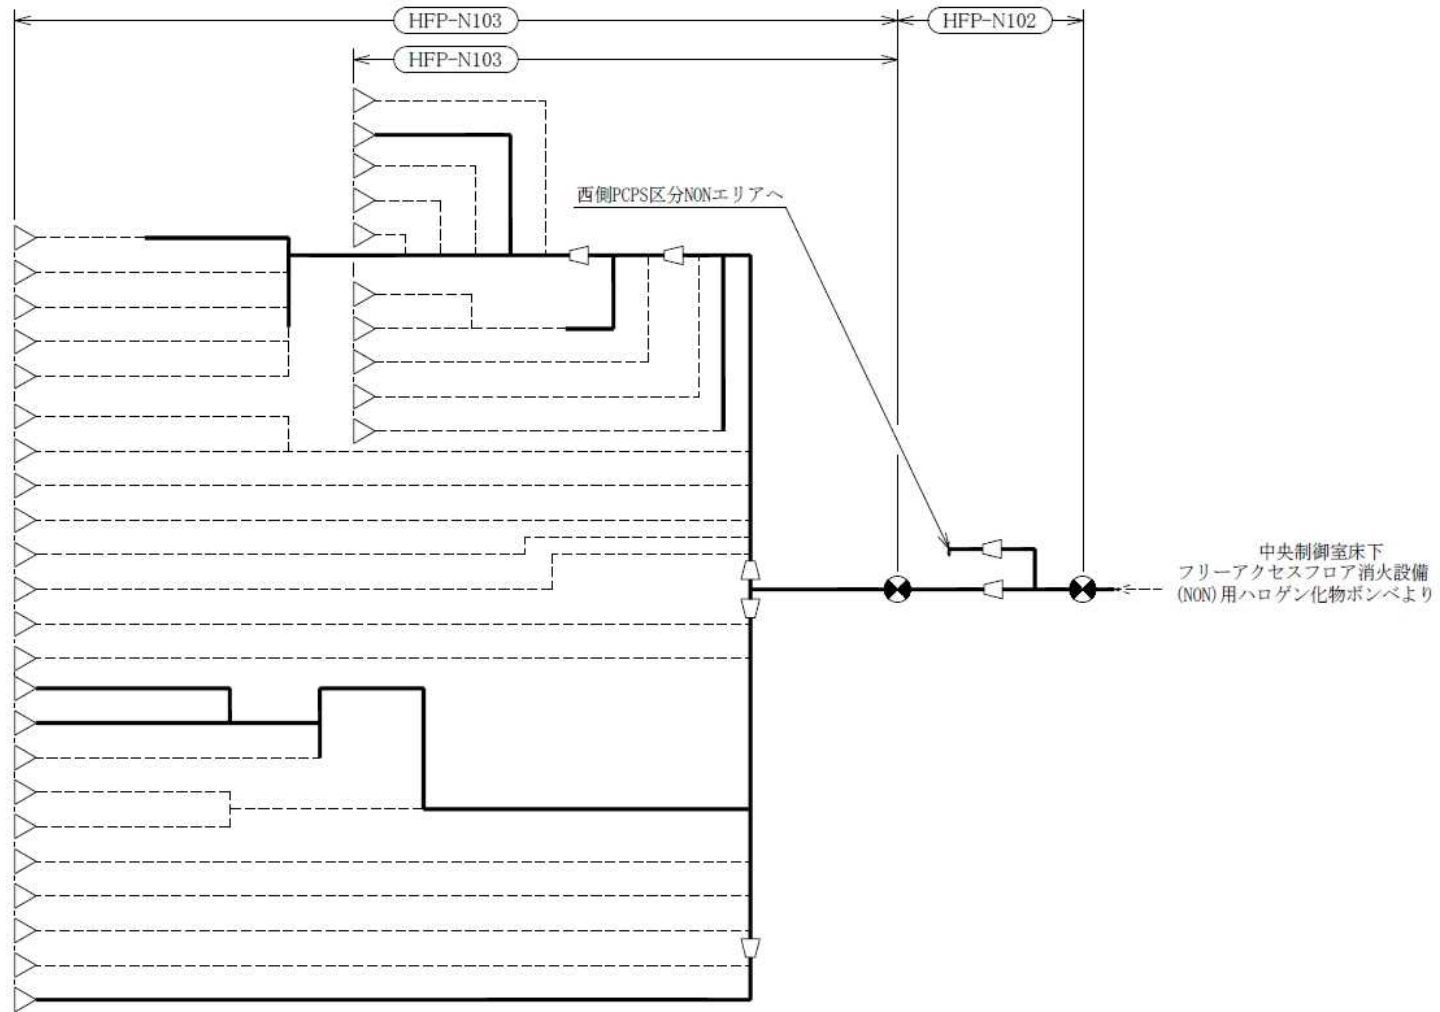 HFP-N103
HFP-N102
HFP-N103
西側PCPS区分NONエリアへ
中央制御室床下
フリーアクセスフロア消火設備
(NON)用ハロゲン化物ボンベより